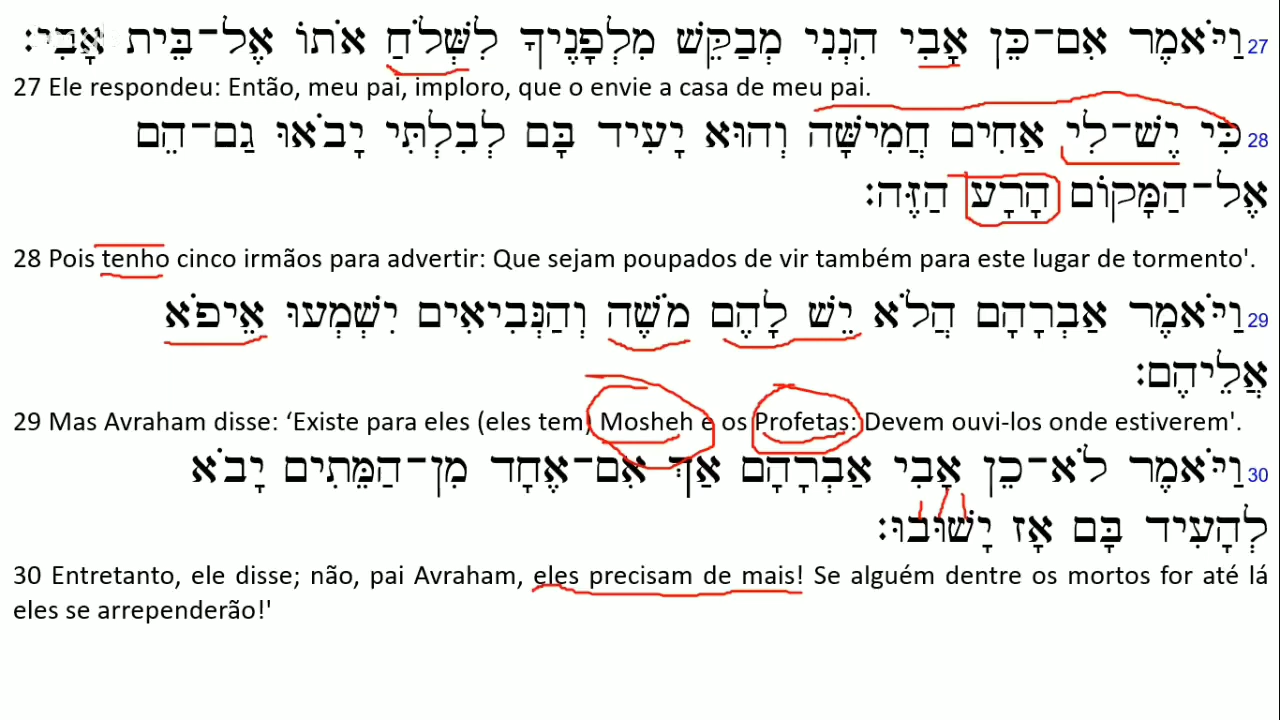 27 וַיֹּאמֶר אִם־כֵּן אָבִי הִנְנִי מְבַקֵּשׁ מִלְּפָנֶיךָ לִשְׁלֹחַ אֹתוֹ אֶל־בֵּית אָבִי׃
27 Ele respondeu: Então, meu pai, imploro, que o envie a casa de meu pai.
28 כִּי יֶשׁ־לִי אַחִים חֲמִישָּׁה וְהוּא יָעִיד בָּם לְבִלְתִּי יָבֹאוּ גַם־הֵם
אֶל־הַמָּקוֹם הָרָע הַזֶּה׃
28 Pois tenho cinco irmãos para advertir: Que sejam poupados de vir também para este lugar de tormento'.
29 וַיֹּאמֶר אַבְרָהָם הֲלֹא יֵשׁ לָהֶם מֹשֶׁה וְהַנְּבִיאִים יִשְׁמְעוּ אֵיפֹא
אֲלֵיהֶם׃
29 Mas Avraham disse: ‘Existe para eles (eles tem) Mosheh e os Profetas: Devem ouvi-los onde estiverem'.
30 וַיֹּאמֶר לֹא־כֵן אָבִי אַבְרָהָם אַךְ אִם־אֶחָד מִן־הַמֵּתִים יָבֹא
לְהָעִיד בָּם אָז יָשׁוּבוּ׃
30 Entretanto, ele disse; não, pai Avraham, eles precisam de mais! Se alguém dentre os mortos for até lá
eles se arrependerão!'